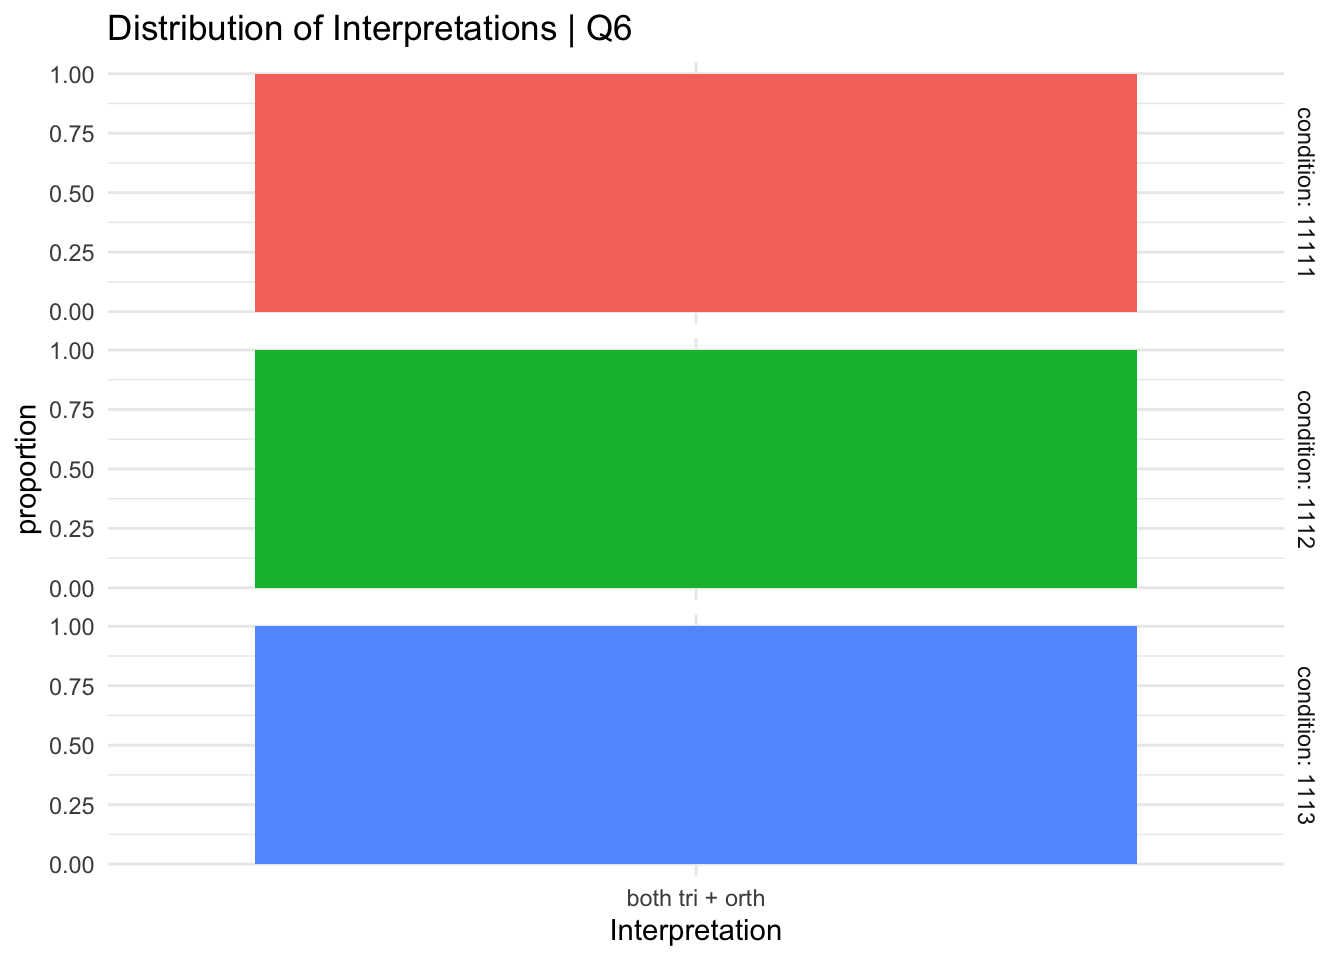 Distribution of Interpretations | Q6
1.00
0.75
0.50
0.25
0.00
condition: 11111
1.00
0.75
0.50
0.25
0.00
condition: 1112
1.00
0.75
0.50
0.25
0.00
condition: 1113
proportion
both tri + orth
Interpretation